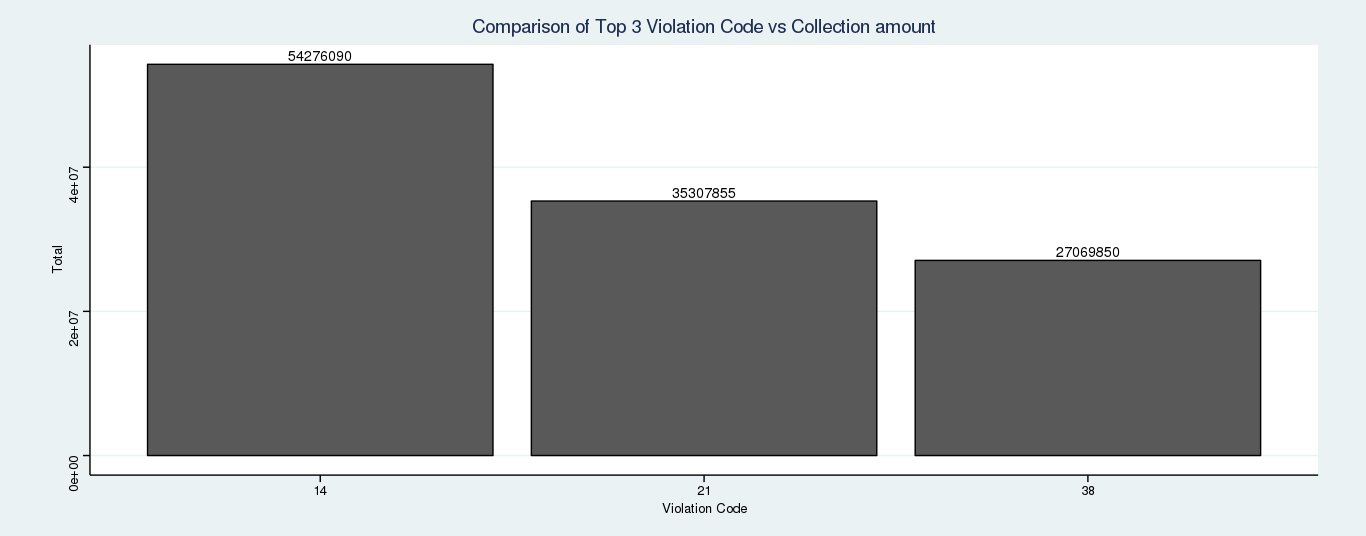 Comparison of Top 3 Violation Code vs Collection amount
54276090
35307855
27069850
4e+07
2e+07
0e+00
Total
14
21
38
Violation Code